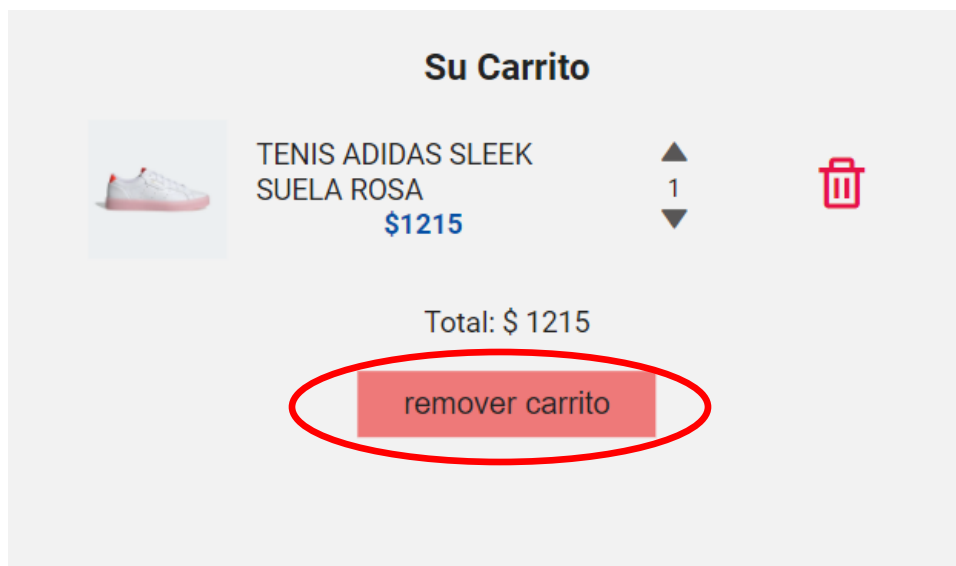 Su Carrito
TENIS ADIDAS SLEEK
SUELA ROSA
$1215
1
Total: $ 1215
remover carrito